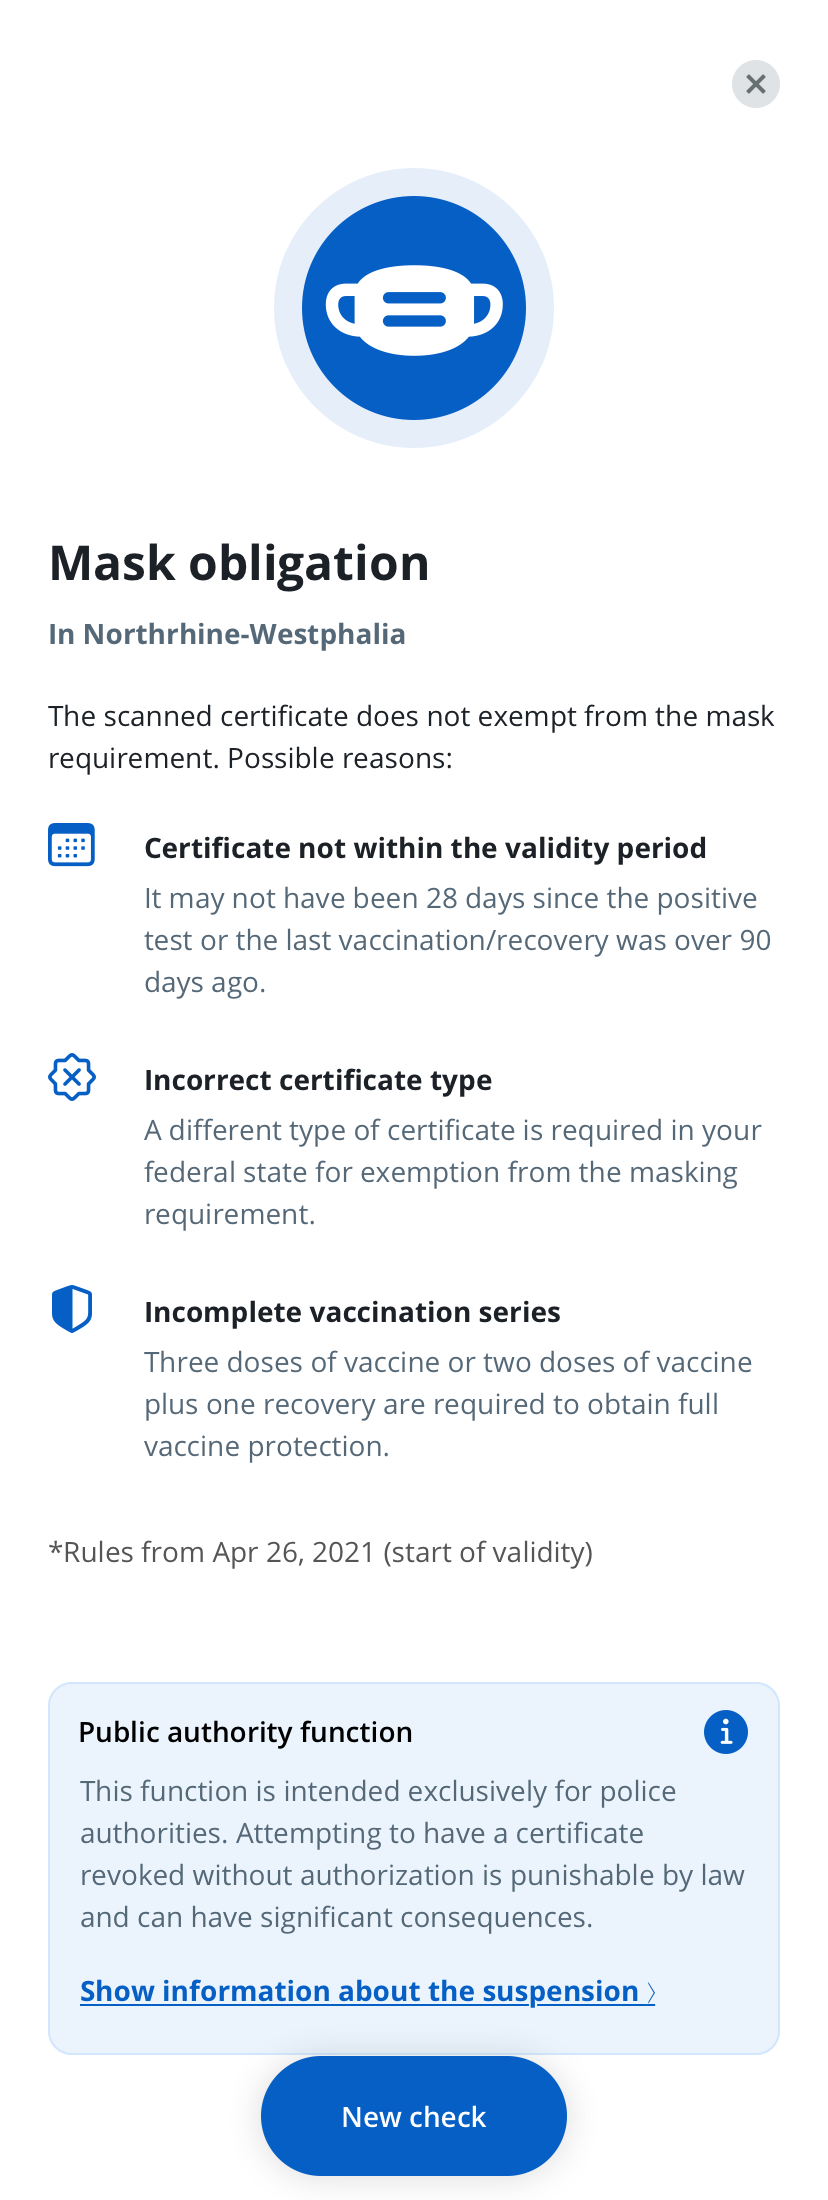 Mask obligation
In Northrhine-Westphalia
The scanned certificate does not exempt from the mask
requirement. Possible reasons:
Certificate not within the validity period
It may not have been 28 days since the positive
test or the last vaccination/recovery was over 90
days ago.
Incorrect certificate type
A different type of certificate is required in your
federal state for exemption from the masking
requirement.
Incomplete vaccination series
Three doses of vaccine or two doses of vaccine
plus one recovery are required to obtain full
vaccine protection.
*Rules from Apr 26, 2021 (start of validity)
Public authority function
This function is intended exclusively for police
authorities. Attempting to have a certificate
revoked without authorization is punishable by law
and can have significant consequences.
Show information about the suspension 〉
New check